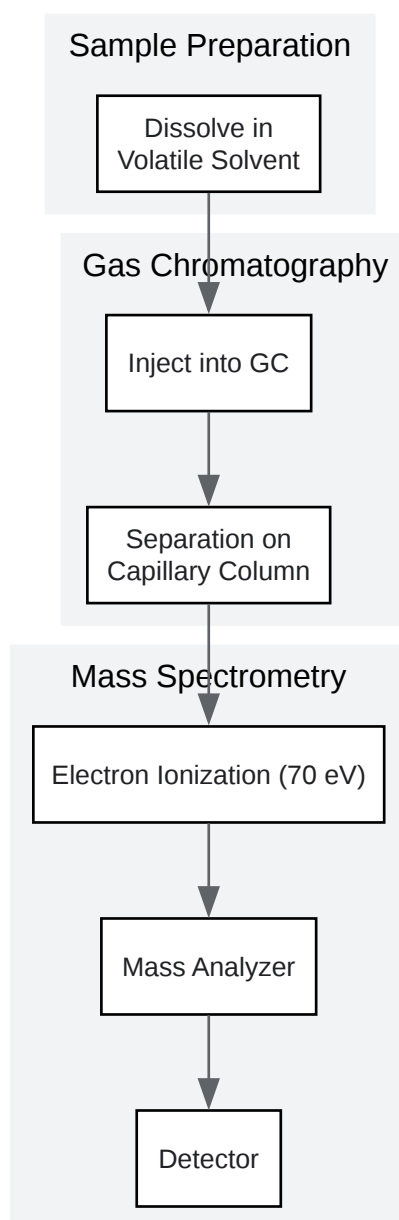 Sample Preparation
Dissolve in
Volatile Solvent
Gas Chromatography
Inject into GC
Separation on
Capillary Column
Mass Spectrometry
Electron Ionization (70 eV)
Mass Analyzer
Detector